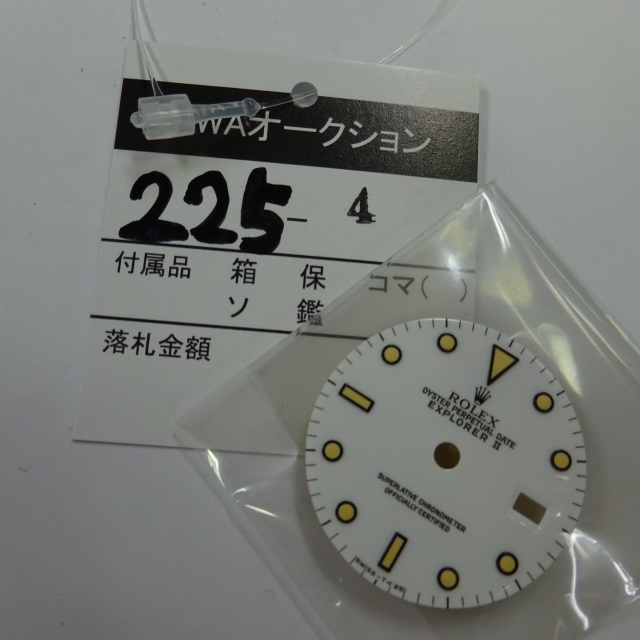 WAオークション
225-4
付属品 箱 保 コマ( )
ソ 鑑
落札金額
ROLEX
OYSTER PERPETUAL DATE
EXPLORER II
SUPERLATIVE CHRONOMETER
OFFICIALLY CERTIFIED